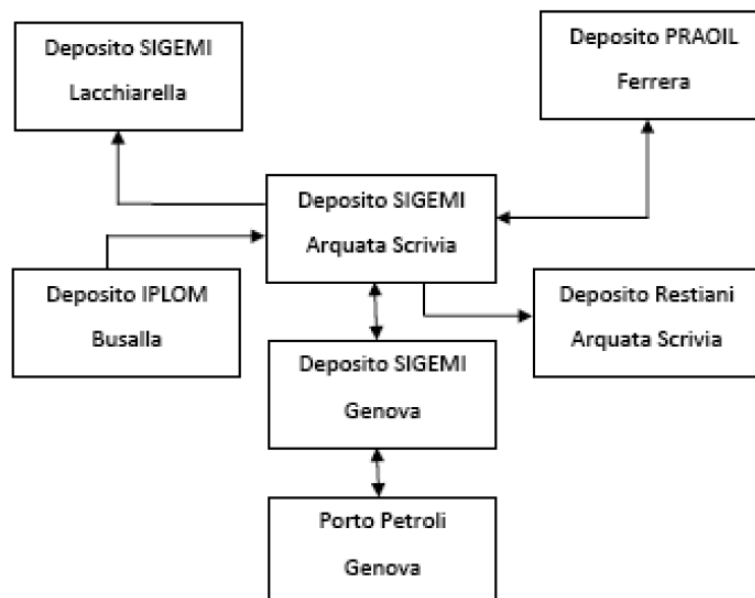 Deposito SIGEMI
Lacchiarella
Deposito PRAOIL
Ferrera
Deposito SIGEMI
Arquata Scrivia
Deposito IPLOM
Busalla
Deposito Restiani
Arquata Scrivia
Deposito SIGEMI
Genova
Porto Petroli
Genova